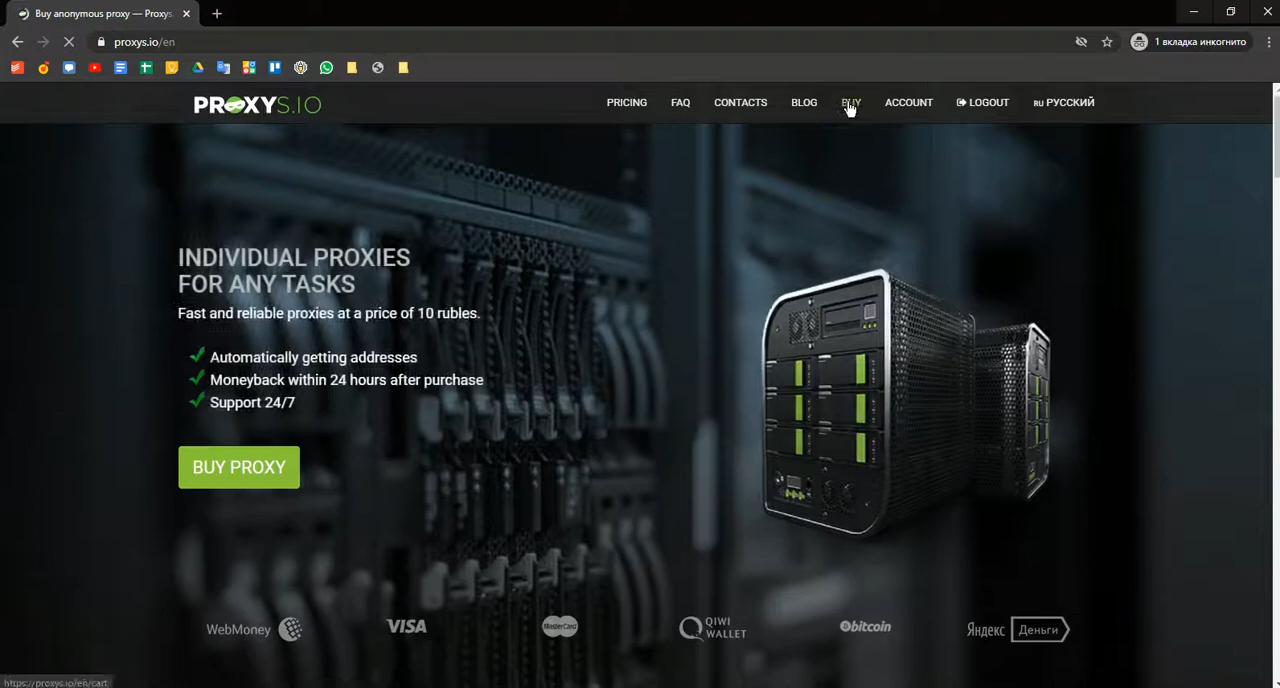 Buy anonymous proxy — Proxys.
proxys.io/en
1 вкладка инкогнито
PROXYS.IO
PRICING
FAQ
CONTACTS
BLOG
BUY
ACCOUNT
LOGOUT
RU РУССКИЙ
INDIVIDUAL PROXIES
FOR ANY TASKS
Fast and reliable proxies at a price of 10 rubles.
Automatically getting addresses
Moneyback within 24 hours after purchase
Support 24/7
BUY PROXY
WebMoney
VISA
MasterCard
QIWI
WALLET
bitcoin
Яндекс Деньги
https://proxys.io/en/cart